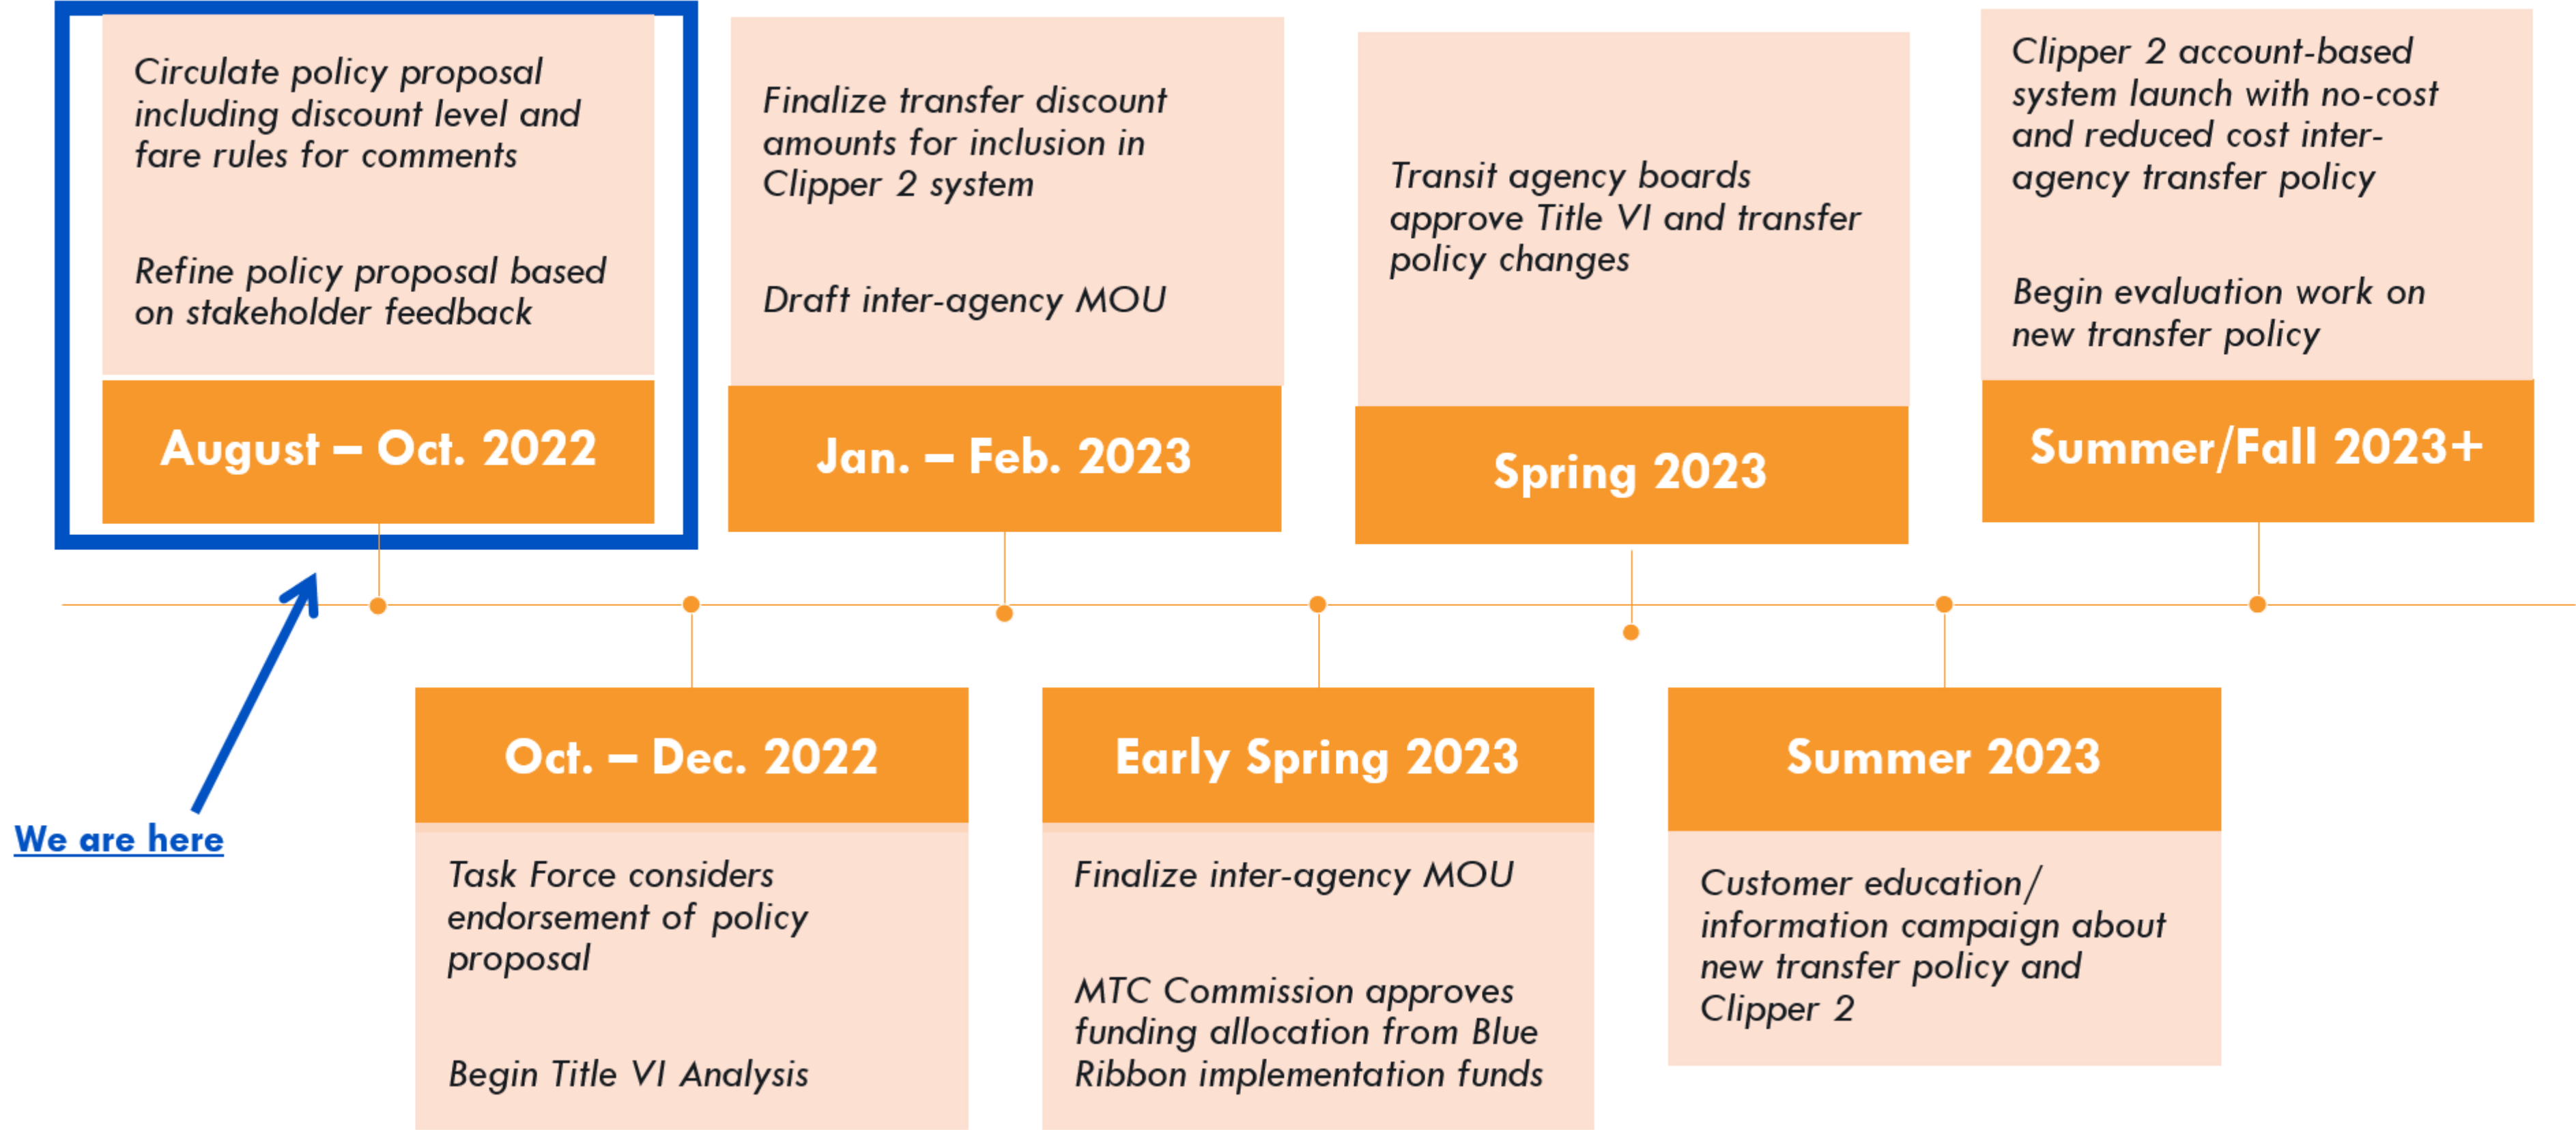 Circulate policy proposal
including discount level and
fare rules for comments
Refine policy proposal based
on stakeholder feedback
August – Oct. 2022
Finalize transfer discount
amounts for inclusion in
Clipper 2 system
Draft inter-agency MOU
Jan. – Feb. 2023
Transit agency boards
approve Title VI and transfer
policy changes
Spring 2023
Clipper 2 account-based
system launch with no-cost
and reduced cost inter-
agency transfer policy
Begin evaluation work on
new transfer policy
Summer/Fall 2023+
We are here
Oct. – Dec. 2022
Task Force considers
endorsement of policy
proposal
Begin Title VI Analysis
Early Spring 2023
Finalize inter-agency MOU
MTC Commission approves
funding allocation from Blue
Ribbon implementation funds
Summer 2023
Customer education/
information campaign about
new transfer policy and
Clipper 2